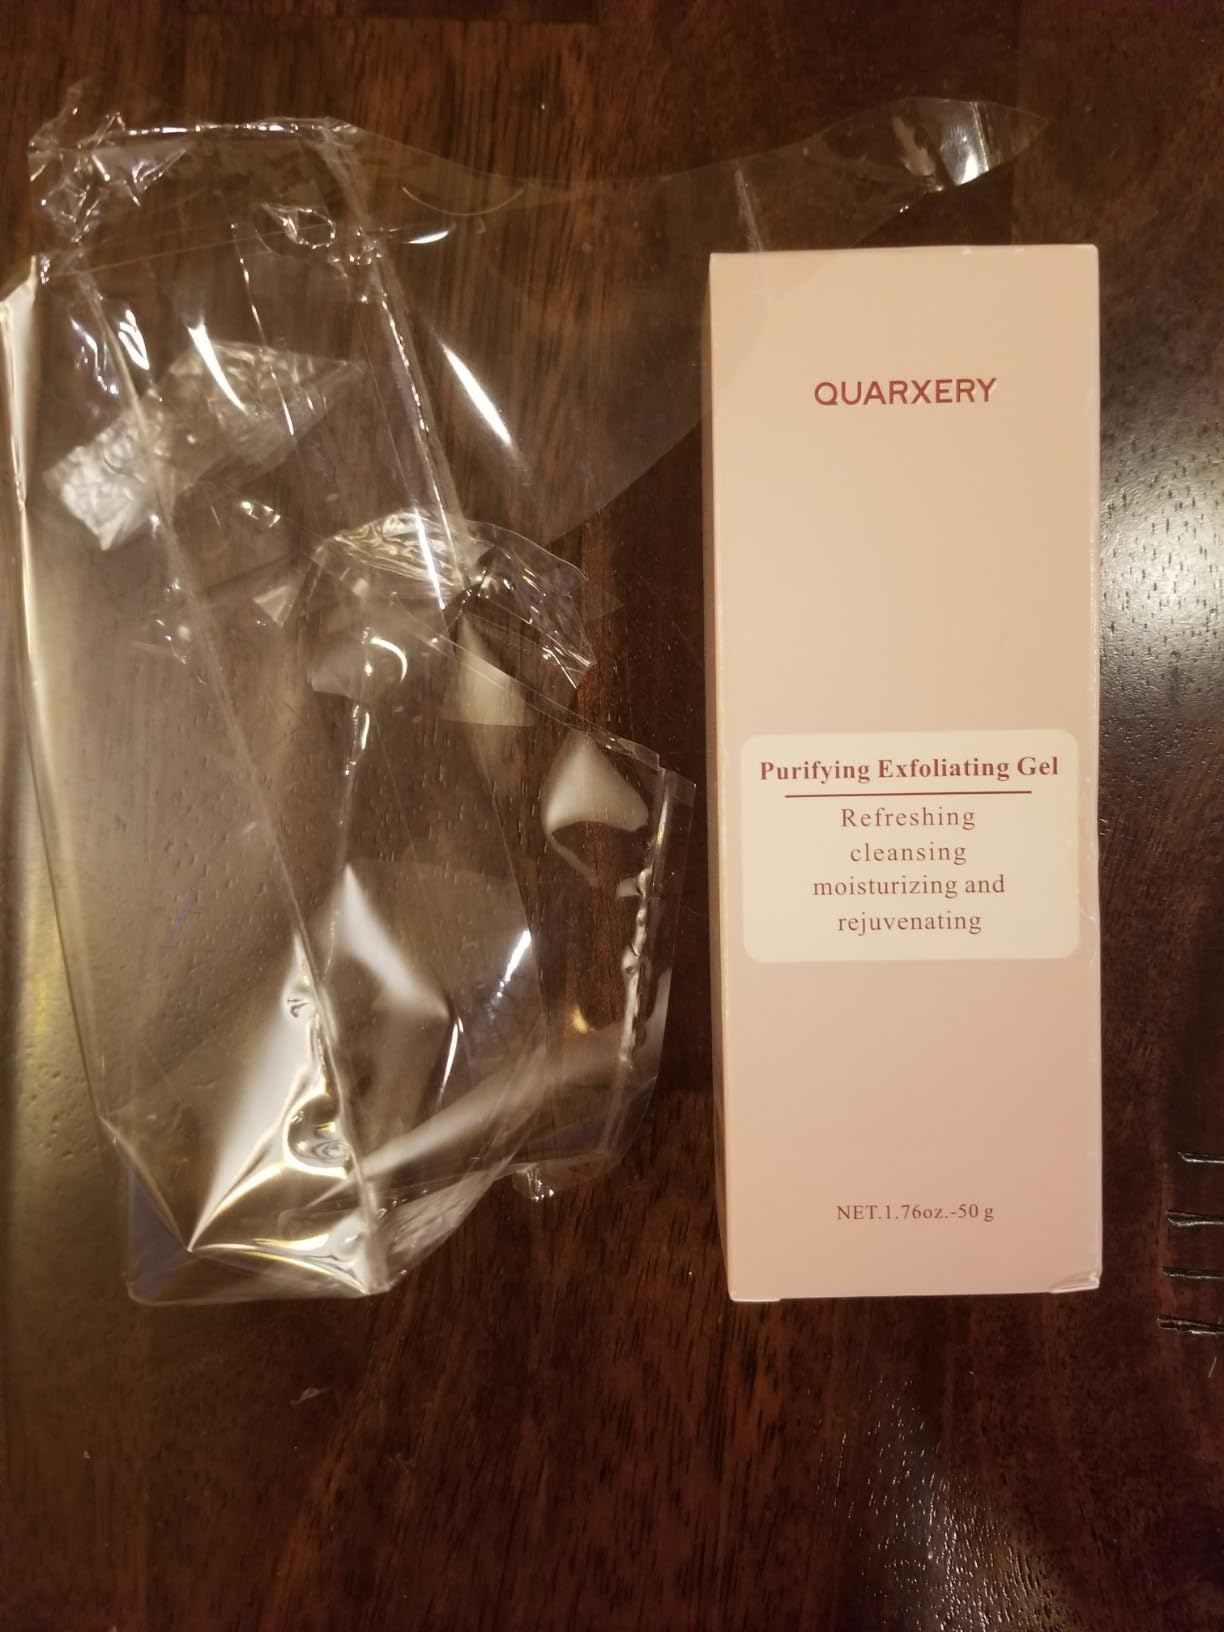 QUARXERY
Purifying Exfoliating Gel
Refreshing
cleansing
moisturizing and
rejuvenating
NET.1.76oz.-50 g